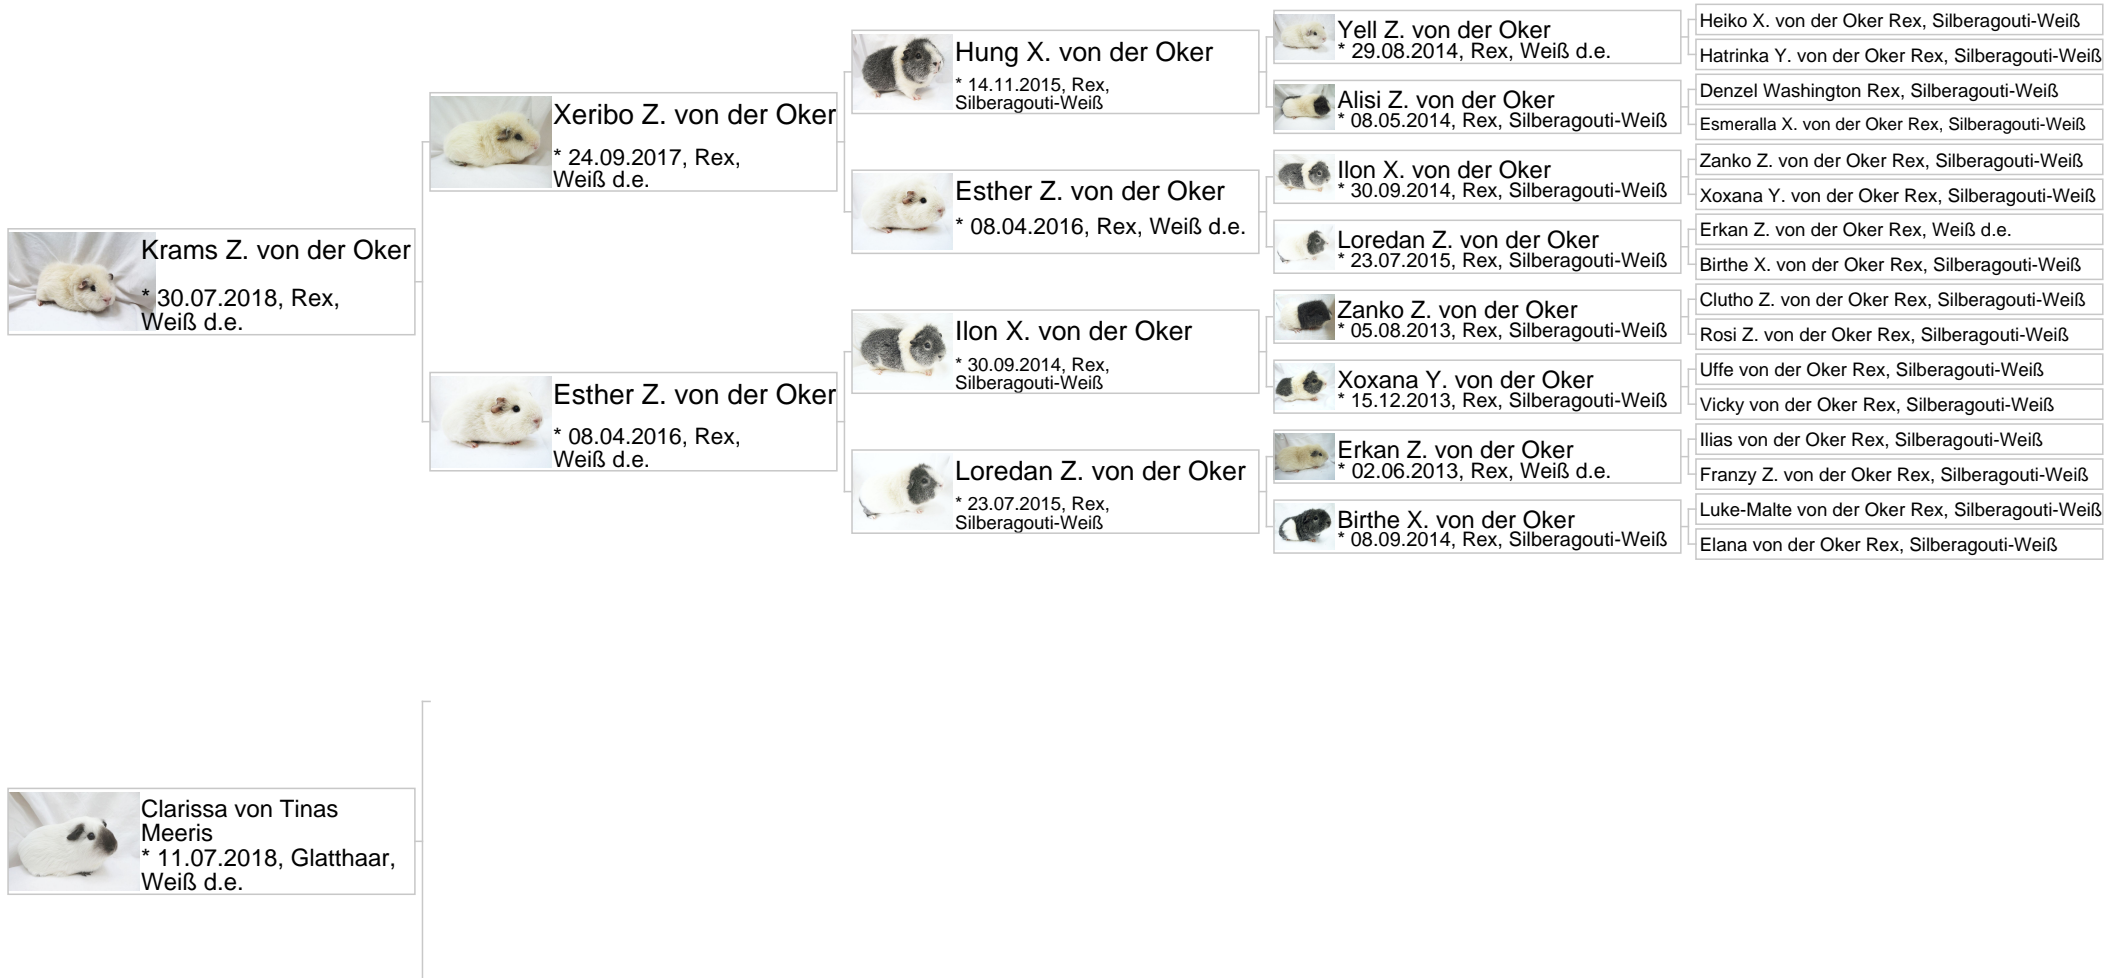 Krams Z. von der Oker
* 30.07.2018, Rex,
Weiß d.e.
Xeribo Z. von der Oker
* 24.09.2017, Rex,
Weiß d.e.
Esther Z. von der Oker
* 08.04.2016, Rex,
Weiß d.e.
Hung X. von der Oker
* 14.11.2015, Rex,
Silberagouti-Weiß
Esther Z. von der Oker
* 08.04.2016, Rex, Weiß d.e.
Ilon X. von der Oker
* 30.09.2014, Rex,
Silberagouti-Weiß
Loredan Z. von der Oker
* 23.07.2015, Rex,
Silberagouti-Weiß
Yell Z. von der Oker
* 29.08.2014, Rex, Weiß d.e.
Alisi Z. von der Oker
* 08.05.2014, Rex, Silberagouti-Weiß
Ilon X. von der Oker
* 30.09.2014, Rex, Silberagouti-Weiß
Loredan Z. von der Oker
* 23.07.2015, Rex, Silberagouti-Weiß
Zanko Z. von der Oker
* 05.08.2013, Rex, Silberagouti-Weiß
Xoxana Y. von der Oker
* 15.12.2013, Rex, Silberagouti-Weiß
Erkan Z. von der Oker
* 02.06.2013, Rex, Weiß d.e.
Birthe X. von der Oker
* 08.09.2014, Rex, Silberagouti-Weiß
Heiko X. von der Oker Rex, Silberagouti-Weiß
Hatrinka Y. von der Oker Rex, Silberagouti-Weiß
Denzel Washington Rex, Silberagouti-Weiß
Esmeralla X. von der Oker Rex, Silberagouti-Weiß
Zanko Z. von der Oker Rex, Silberagouti-Weiß
Xoxana Y. von der Oker Rex, Silberagouti-Weiß
Erkan Z. von der Oker Rex, Weiß d.e.
Birthe X. von der Oker Rex, Silberagouti-Weiß
Clutho Z. von der Oker Rex, Silberagouti-Weiß
Rosi Z. von der Oker Rex, Silberagouti-Weiß
Uffe von der Oker Rex, Silberagouti-Weiß
Vicky von der Oker Rex, Silberagouti-Weiß
Ilias von der Oker Rex, Silberagouti-Weiß
Franzy Z. von der Oker Rex, Silberagouti-Weiß
Luke-Malte von der Oker Rex, Silberagouti-Weiß
Elana von der Oker Rex, Silberagouti-Weiß
Clarissa von Tinas
Meeris
* 11.07.2018, Glatthaar,
Weiß d.e.